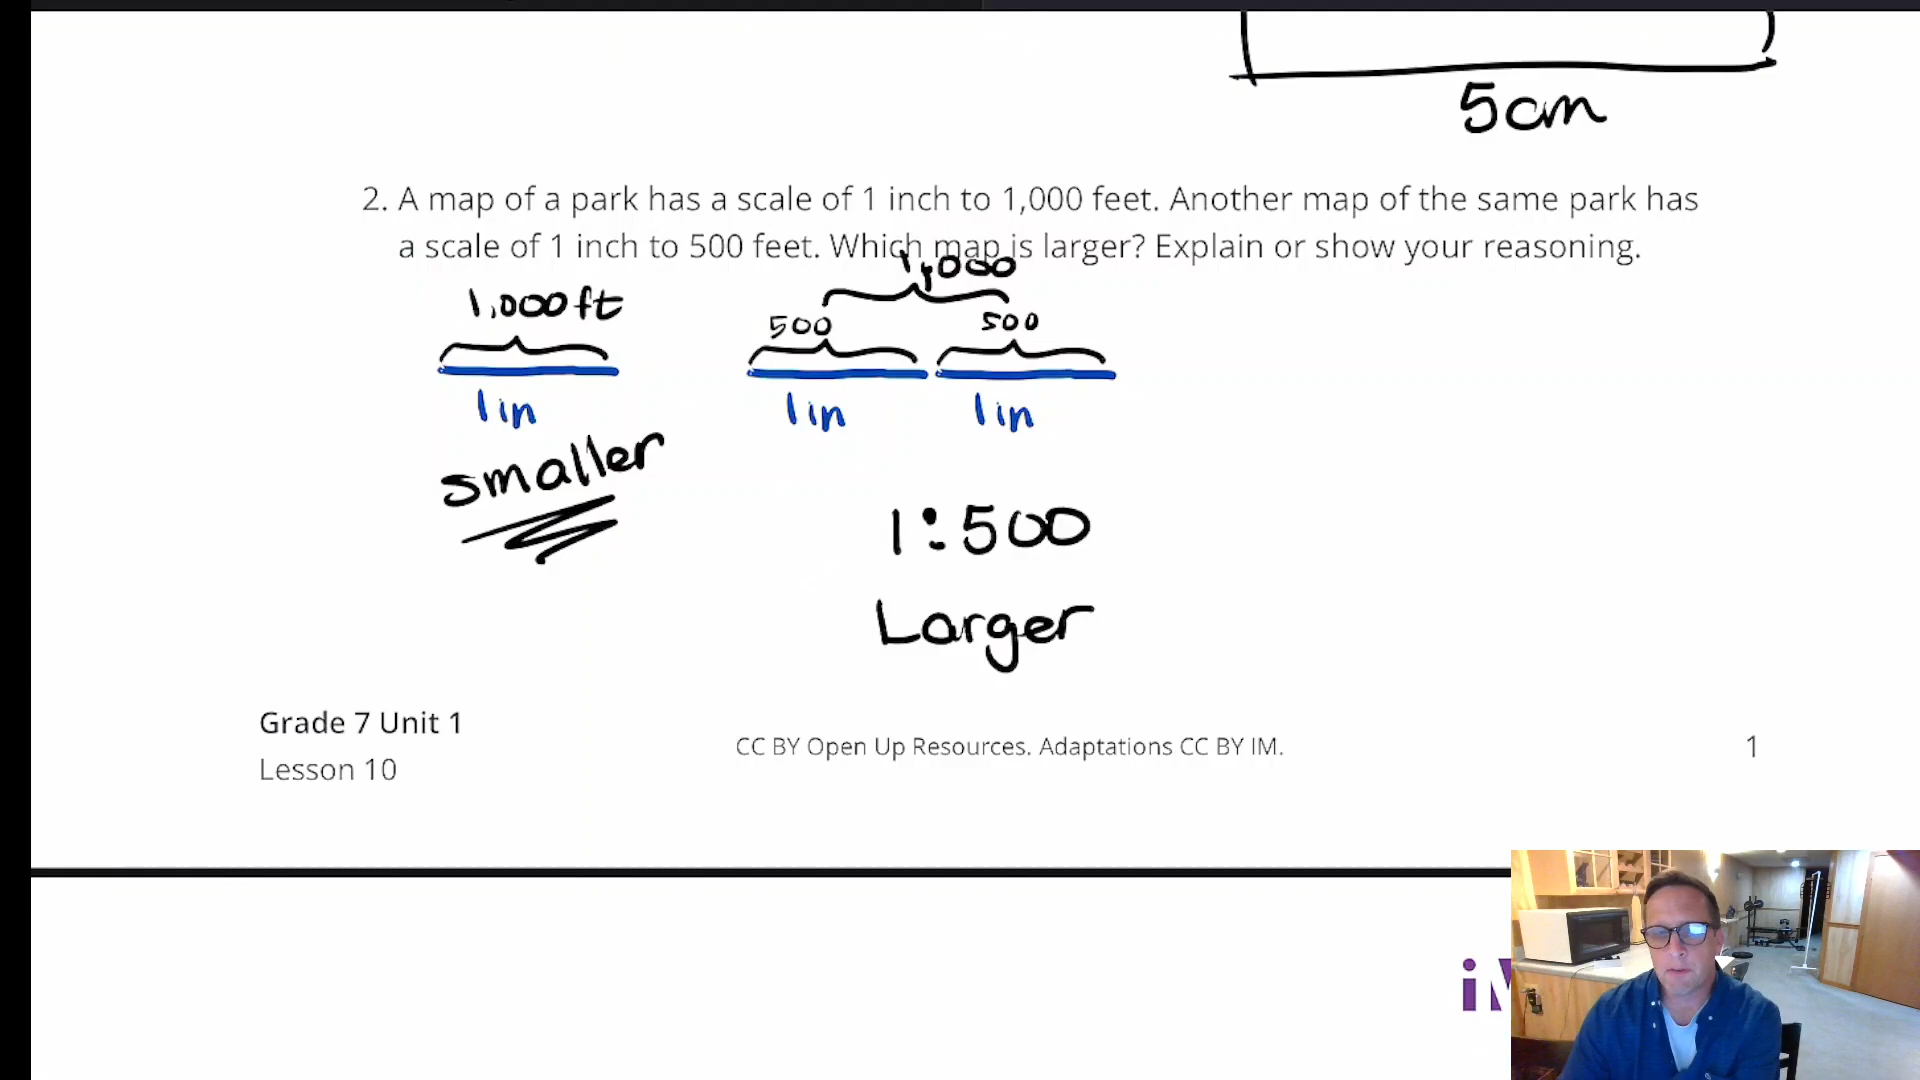 5cm
2. A map of a park has a scale of 1 inch to 1,000 feet. Another map of the same park has
a scale of 1 inch to 500 feet. Which map is larger? Explain or show your reasoning.
1,000
1,000ft
500 500
1in 1in 1in
smaller
1:500
Larger
Grade 7 Unit 1
CC BY Open Up Resources. Adaptations CC BY IM. 1
Lesson 10